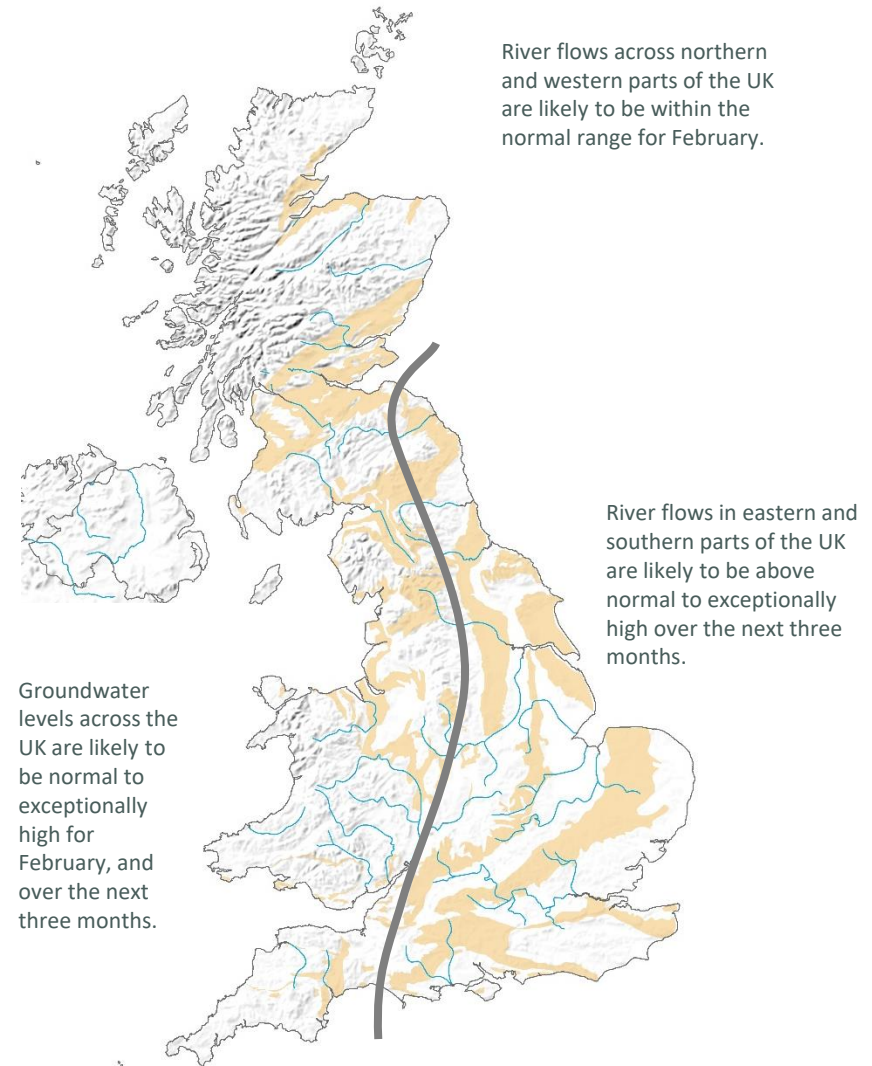 River flows across northern
and western parts of the UK
are likely to be within the
normal range for February.
River flows in eastern and
southern parts of the UK
are likely to be above
normal to exceptionally
high over the next three
months.
Groundwater
levels across the
UK are likely to
be normal to
exceptionally
high for
February, and
over the next
three months.